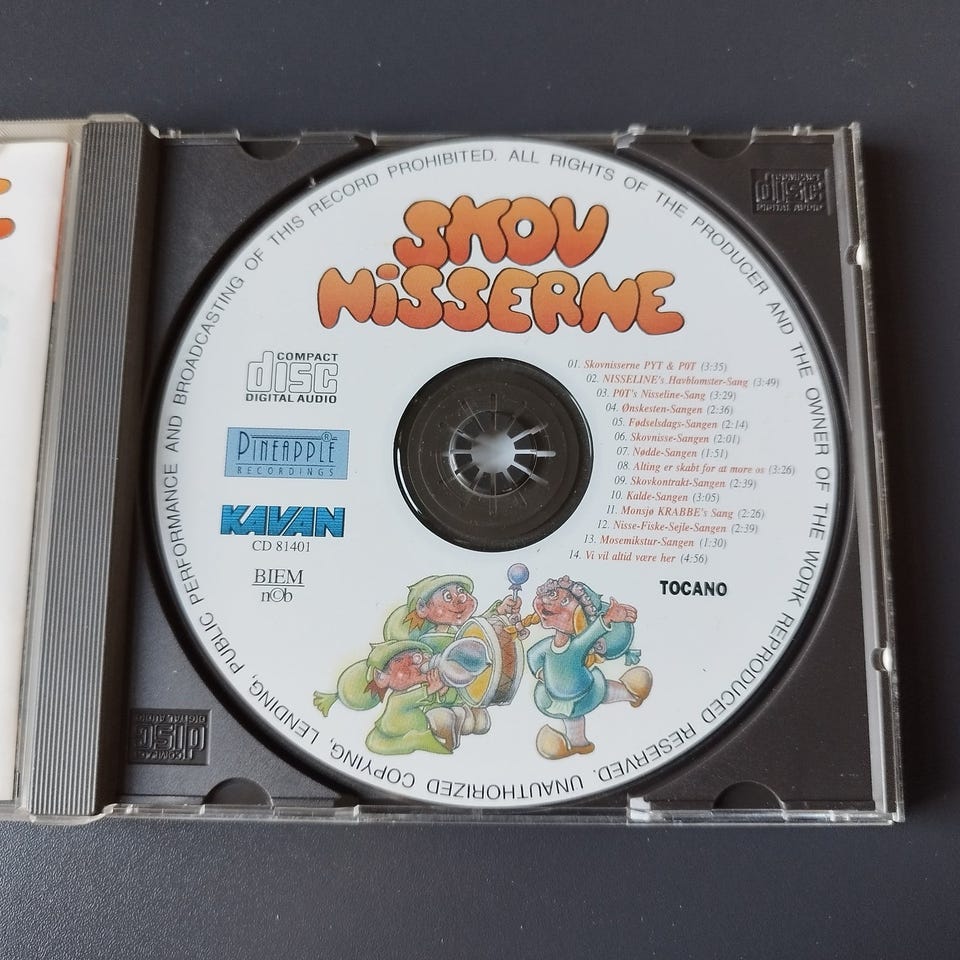 SKOV
NISSERNE
COMPACT
disc
DIGITAL AUDIO
PINEAPPLE ®
RECORDINGS
KAVAN
CD 81401
BIEM
n©b
01. Skovnisserne PYT & PØT (3:35)
02. NISSELINE's Havblomster-Sang (3:49)
03. PØT's Nisseline-Sang (3:29)
04. Ønskesten-Sangen (2:36)
05. Fødselsdags-Sangen (2:14)
06. Skovnisse-Sangen (2:01)
07. Nødde-Sangen (1:51)
08. Alting er skabt for at more os (3:26)
09. Skovkontrakt-Sangen (2:39)
10. Kalde-Sangen (3:05)
11. Monsjø KRABBE's Sang (2:26)
12. Nisse-Fiske-Sejle-Sangen (2:39)
13. Mosemikstur-Sangen (1:30)
14. Vi vil altid være her (4:56)
TOCANO
ALL RIGHTS OF THE PRODUCER AND THE OWNER OF THE WORK REPRODUCED RESERVED. UNAUTHORIZED COPYING, LENDING, PUBLIC PERFORMANCE AND BROADCASTING OF THIS RECORD PROHIBITED.
COMPACT
disc
DIGITAL AUDIO
COMPACT
disc
DIGITAL AUDIO